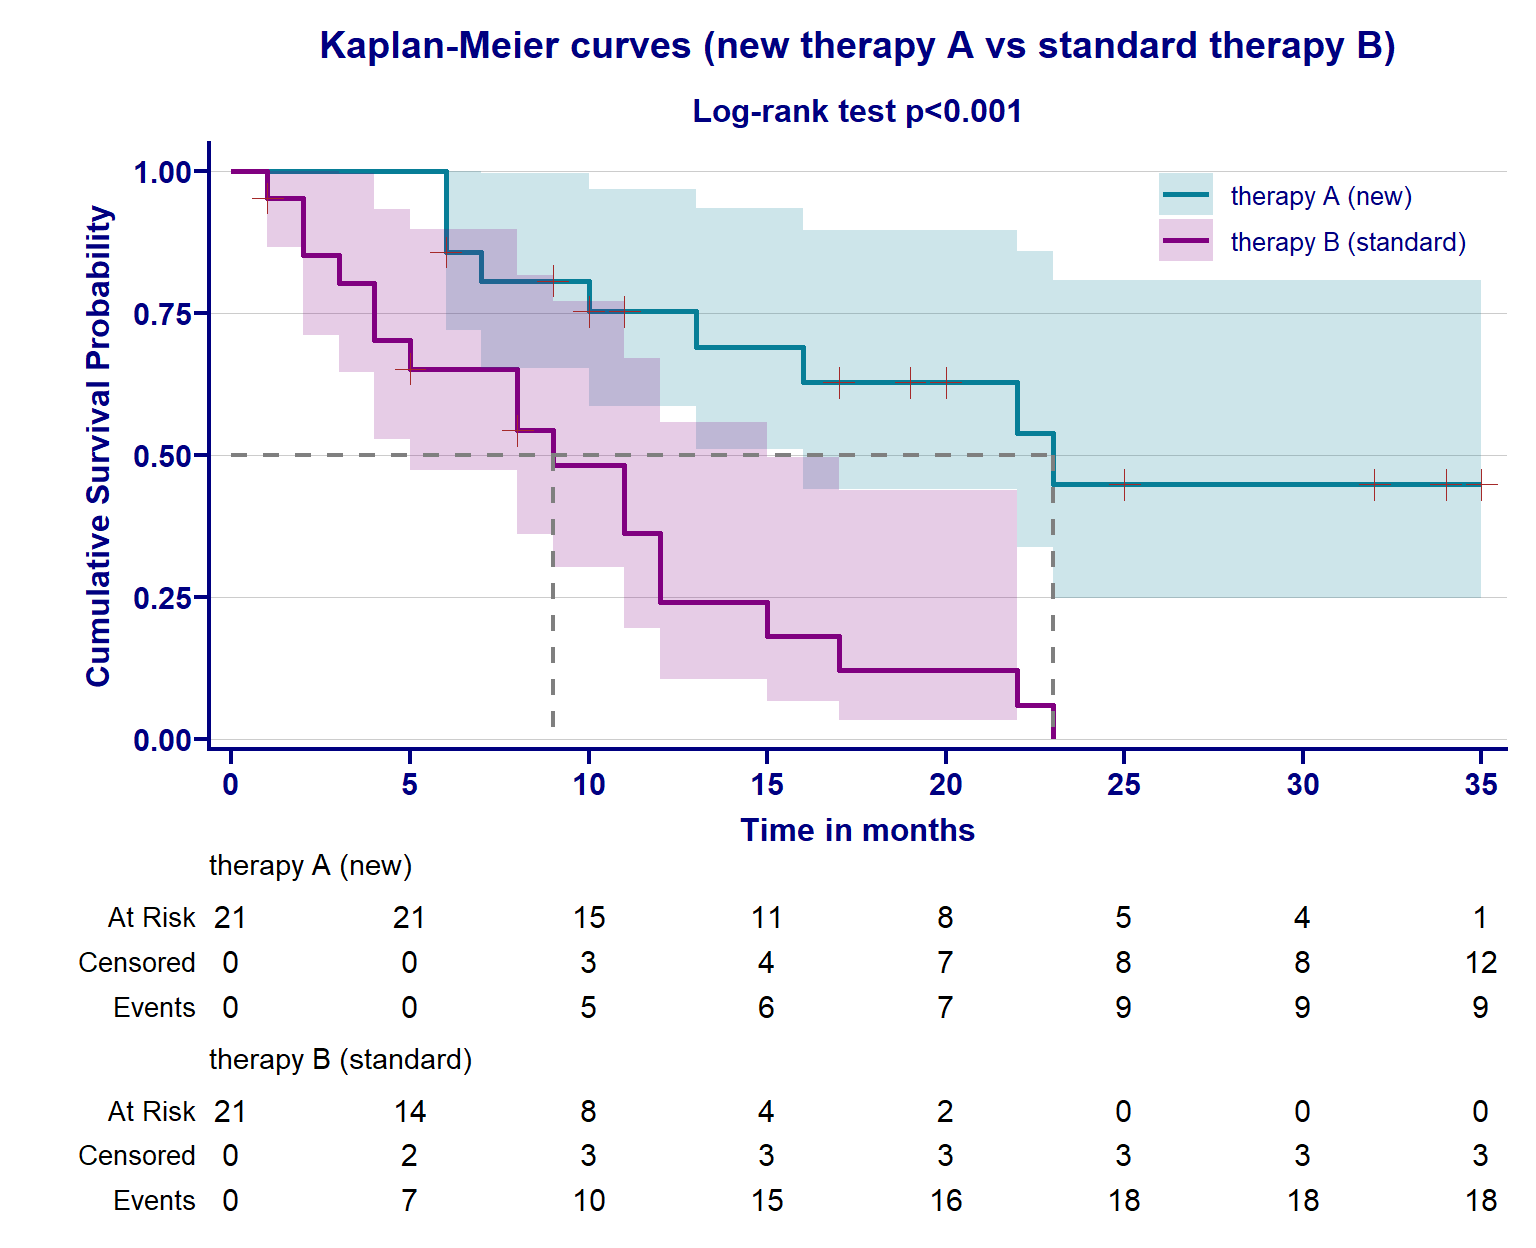 Kaplan-Meier curves (new therapy A vs standard therapy B)
Log-rank test p<0.001
Cumulative Survival Probability
1.00
0.75
0.50
0.25
0.00
therapy A (new)
therapy B (standard)
0 5 10 15 20 25 30 35
Time in months
therapy A (new)
At Risk 21 21 15 11 8 5 4 1
Censored 0 0 3 4 7 8 8 12
Events 0 0 5 6 7 9 9 9
therapy B (standard)
At Risk 21 14 8 4 2 0 0 0
Censored 0 2 3 3 3 3 3 3
Events 0 7 10 15 16 18 18 18